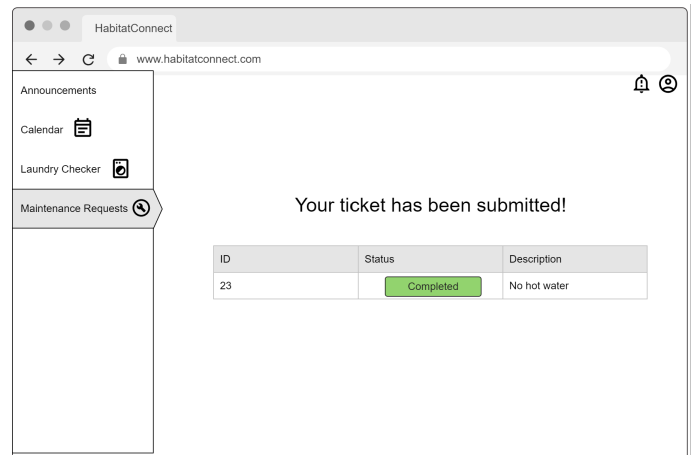 HabitatConnect
www.habitatconnect.com
Announcements
Calendar
Laundry Checker
Maintenance Requests
Your ticket has been submitted!
ID Status Description
23 Completed No hot water